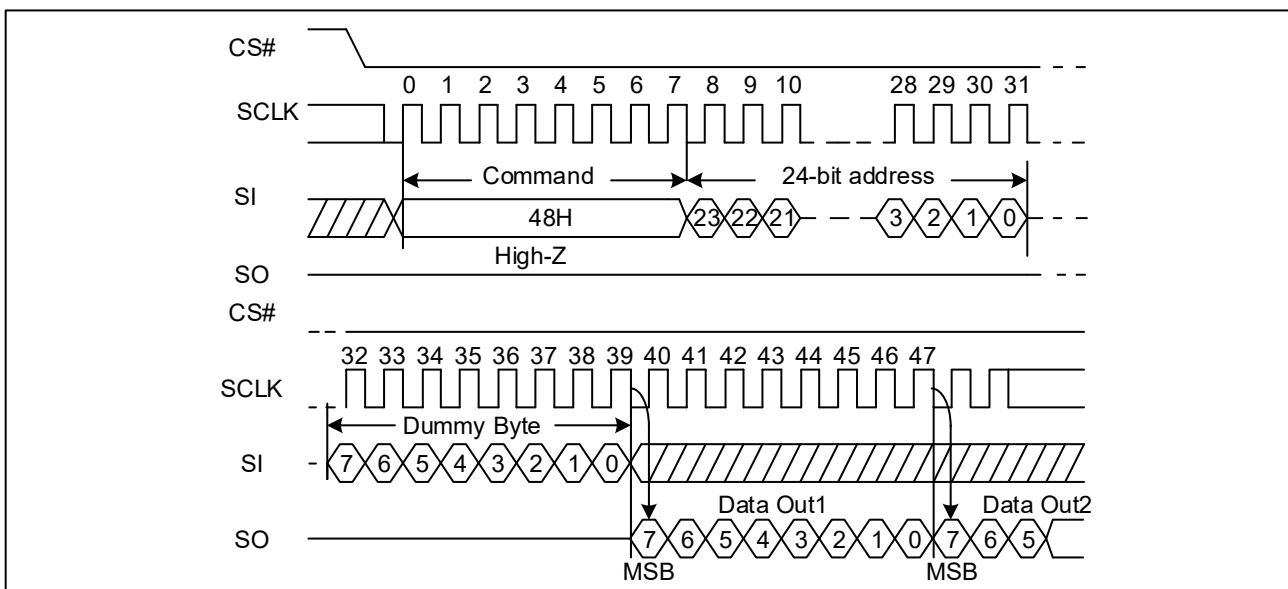 CS#
0 1 2 3 4 5 6 7 8 9 10 28 29 30 31
SCLK
Command 24-bit address
SI
48H 23 22 21 3 2 1 0
High-Z
SO
CS#
32 33 34 35 36 37 38 39 40 41 42 43 44 45 46 47
SCLK
Dummy Byte
SI 7 6 5 4 3 2 1 0
Data Out1 Data Out2
SO 7 6 5 4 3 2 1 0 7 6 5
MSB MSB